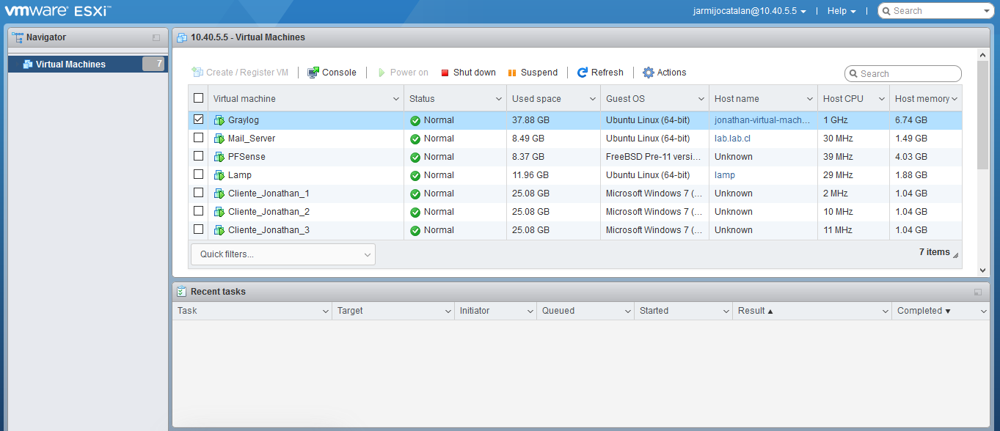 vmware ESXi™
jarmijocatalan@10.40.5.5 | Help | Search
Navigator
Virtual Machines 7
10.40.5.5 - Virtual Machines
Create / Register VM | Console | Power on Shut down Suspend | Refresh | Actions
Search
Virtual machine Status Used space Guest OS Host name Host CPU Host memory
Graylog Normal 37.88 GB Ubuntu Linux (64-bit) jonathan-virtual-mach... 1 GHz 6.74 GB
Mail_Server Normal 8.49 GB Ubuntu Linux (64-bit) lab.lab.cl 30 MHz 1.49 GB
PFSense Normal 8.37 GB FreeBSD Pre-11 versi... Unknown 39 MHz 4.03 GB
Lamp Normal 11.96 GB Ubuntu Linux (64-bit) lamp 29 MHz 1.88 GB
Cliente_Jonathan_1 Normal 25.08 GB Microsoft Windows 7 (... Unknown 2 MHz 1.04 GB
Cliente_Jonathan_2 Normal 25.08 GB Microsoft Windows 7 (... Unknown 10 MHz 1.04 GB
Cliente_Jonathan_3 Normal 25.08 GB Microsoft Windows 7 (... Unknown 11 MHz 1.04 GB
Quick filters...
7 items
Recent tasks
Task Target Initiator Queued Started Result ▲ Completed ▼